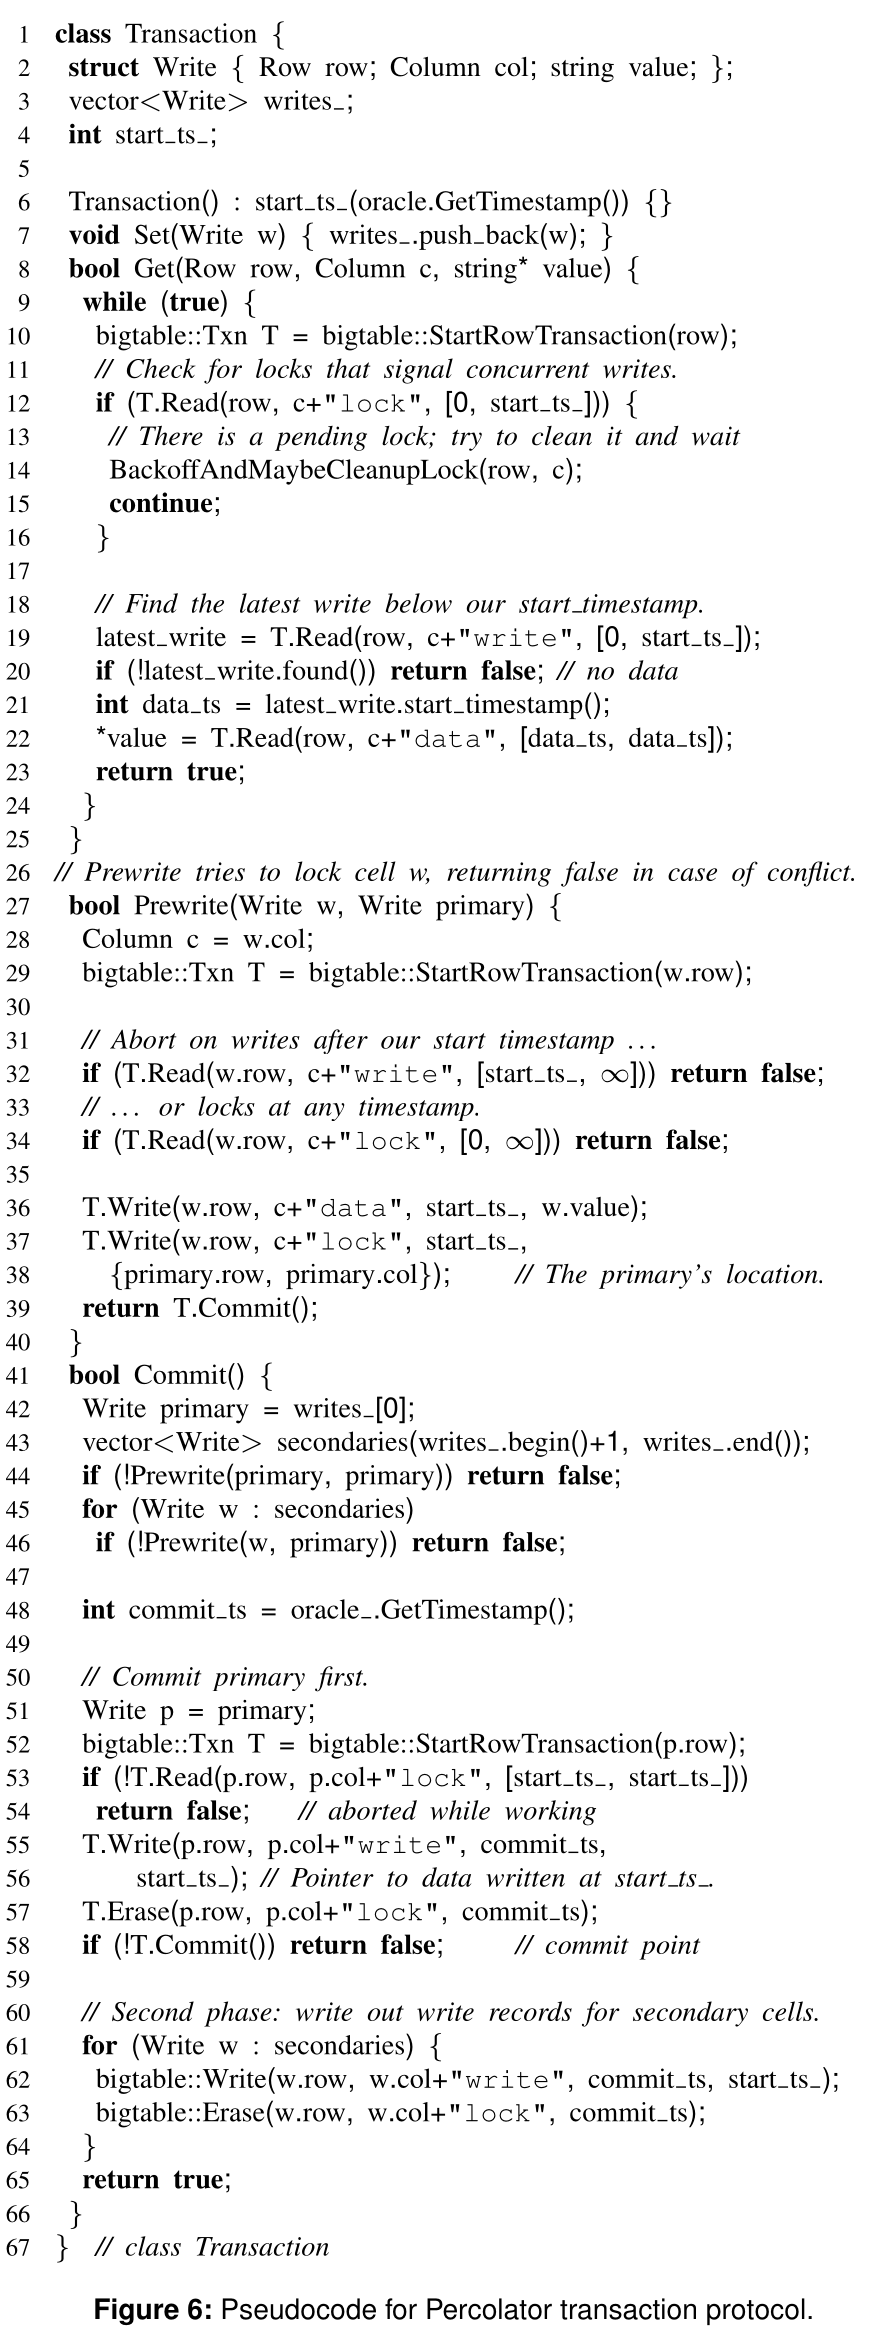 1 class Transaction {
2 struct Write { Row row; Column col; string value; };
3 vector<Write> writes_;
4 int start_ts_;
5
6 Transaction() : start_ts_(oracle.GetTimestamp()) {}
7 void Set(Write w) { writes_.push_back(w); }
8 bool Get(Row row, Column c, string* value) {
9 while (true) {
10 bigtable::Txn T = bigtable::StartRowTransaction(row);
11 // Check for locks that signal concurrent writes.
12 if (T.Read(row, c+"lock", [0, start_ts_])) {
13 // There is a pending lock; try to clean it and wait
14 BackoffAndMaybeCleanupLock(row, c);
15 continue;
16 }
17
18 // Find the latest write below our start_timestamp.
19 latest_write = T.Read(row, c+"write", [0, start_ts_]);
20 if (!latest_write.found()) return false; // no data
21 int data_ts = latest_write.start_timestamp();
22 *value = T.Read(row, c+"data", [data_ts, data_ts]);
23 return true;
24 }
25 }
26 // Prewrite tries to lock cell w, returning false in case of conflict.
27 bool Prewrite(Write w, Write primary) {
28 Column c = w.col;
29 bigtable::Txn T = bigtable::StartRowTransaction(w.row);
30
31 // Abort on writes after our start timestamp ...
32 if (T.Read(w.row, c+"write", [start_ts_, ∞])) return false;
33 // ... or locks at any timestamp.
34 if (T.Read(w.row, c+"lock", [0, ∞])) return false;
35
36 T.Write(w.row, c+"data", start_ts_, w.value);
37 T.Write(w.row, c+"lock", start_ts_,
38 {primary.row, primary.col}); // The primary's location.
39 return T.Commit();
40 }
41 bool Commit() {
42 Write primary = writes_[0];
43 vector<Write> secondaries(writes_.begin()+1, writes_.end());
44 if (!Prewrite(primary, primary)) return false;
45 for (Write w : secondaries)
46 if (!Prewrite(w, primary)) return false;
47
48 int commit_ts = oracle_.GetTimestamp();
49
50 // Commit primary first.
51 Write p = primary;
52 bigtable::Txn T = bigtable::StartRowTransaction(p.row);
53 if (!T.Read(p.row, p.col+"lock", [start_ts_, start_ts_]))
54 return false; // aborted while working
55 T.Write(p.row, p.col+"write", commit_ts,
56 start_ts_); // Pointer to data written at start_ts_.
57 T.Erase(p.row, p.col+"lock", commit_ts);
58 if (!T.Commit()) return false; // commit point
59
60 // Second phase: write out write records for secondary cells.
61 for (Write w : secondaries) {
62 bigtable::Write(w.row, w.col+"write", commit_ts, start_ts_);
63 bigtable::Erase(w.row, w.col+"lock", commit_ts);
64 }
65 return true;
66 }
67 } // class Transaction
Figure 6: Pseudocode for Percolator transaction protocol.